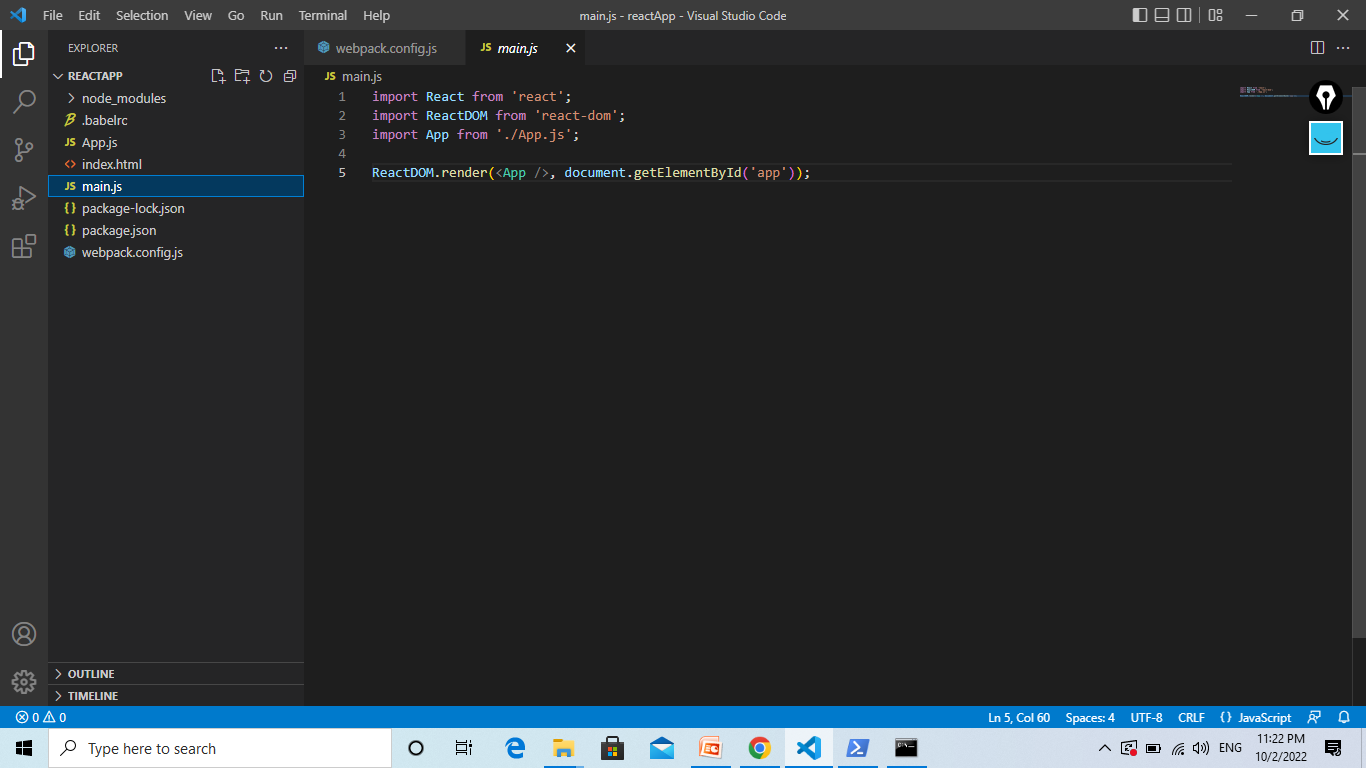 File Edit Selection View Go Run Terminal Help
main.js - reactApp - Visual Studio Code
EXPLORER
REACTAPP
node_modules
.babelrc
JS App.js
<> index.html
JS main.js
{} package-lock.json
{} package.json
webpack.config.js
OUTLINE
TIMELINE
webpack.config.js
JS main.js
JS main.js
1 import React from 'react';
2 import ReactDOM from 'react-dom';
3 import App from './App.js';
4
5 ReactDOM.render(<App />, document.getElementById('app'));
0 0
Ln 5, Col 60 Spaces: 4 UTF-8 CRLF {} JavaScript
Type here to search
ENG
11:22 PM
10/2/2022